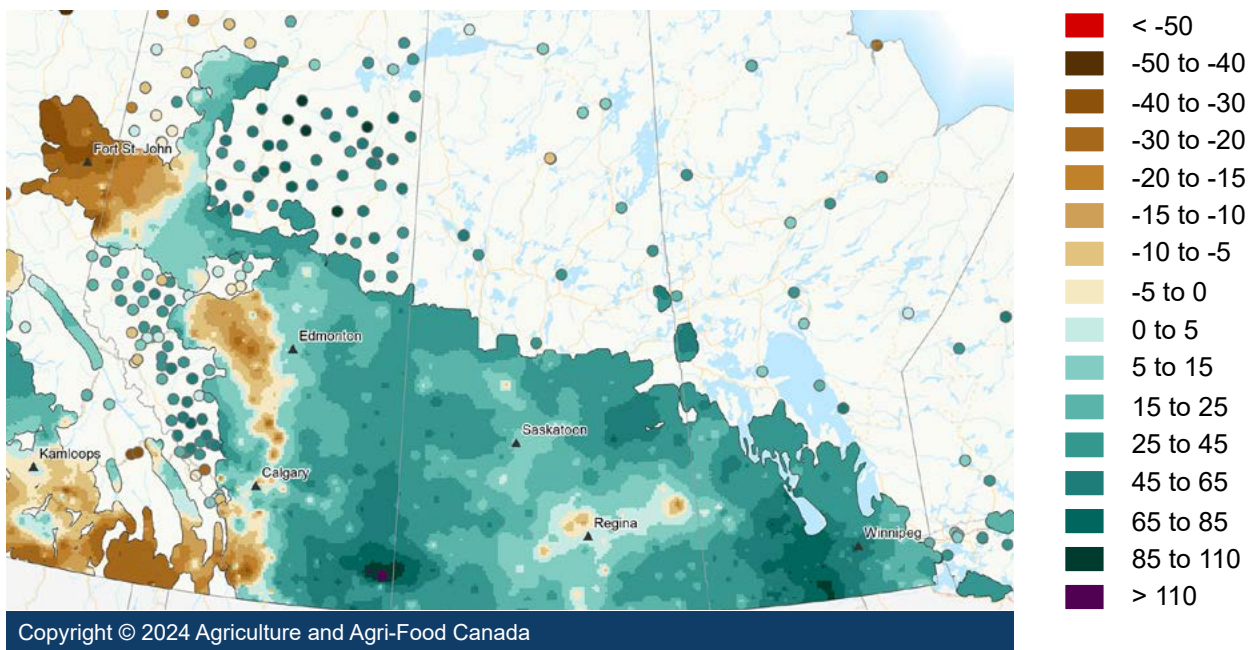 Fort St. John
Edmonton
Saskatoon
Kamloops
Calgary
Regina
Winnipeg
Copyright © 2024 Agriculture and Agri-Food Canada
< -50
-50 to -40
-40 to -30
-30 to -20
-20 to -15
-15 to -10
-10 to -5
-5 to 0
0 to 5
5 to 15
15 to 25
25 to 45
45 to 65
65 to 85
85 to 110
> 110